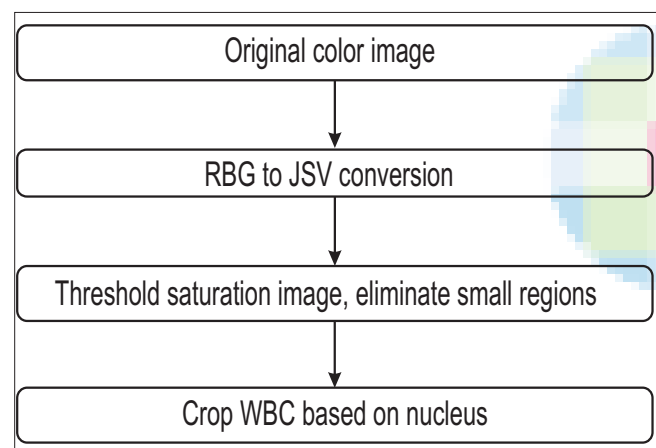 Original color image
RBG to JSV conversion
Threshold saturation image, eliminate small regions
Crop WBC based on nucleus